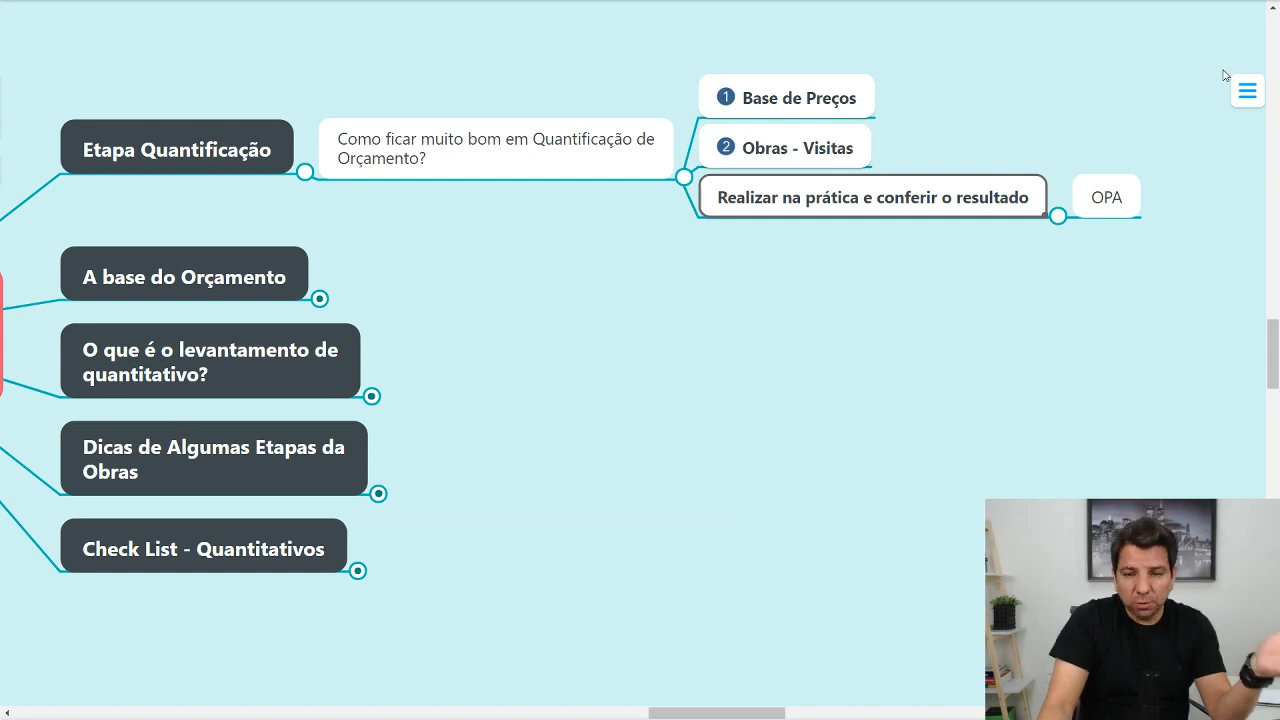 Etapa Quantificação
Como ficar muito bom em Quantificação de
Orçamento?
1 Base de Preços
2 Obras - Visitas
Realizar na prática e conferir o resultado
OPA
A base do Orçamento
O que é o levantamento de
quantitativo?
Dicas de Algumas Etapas da
Obras
Check List - Quantitativos